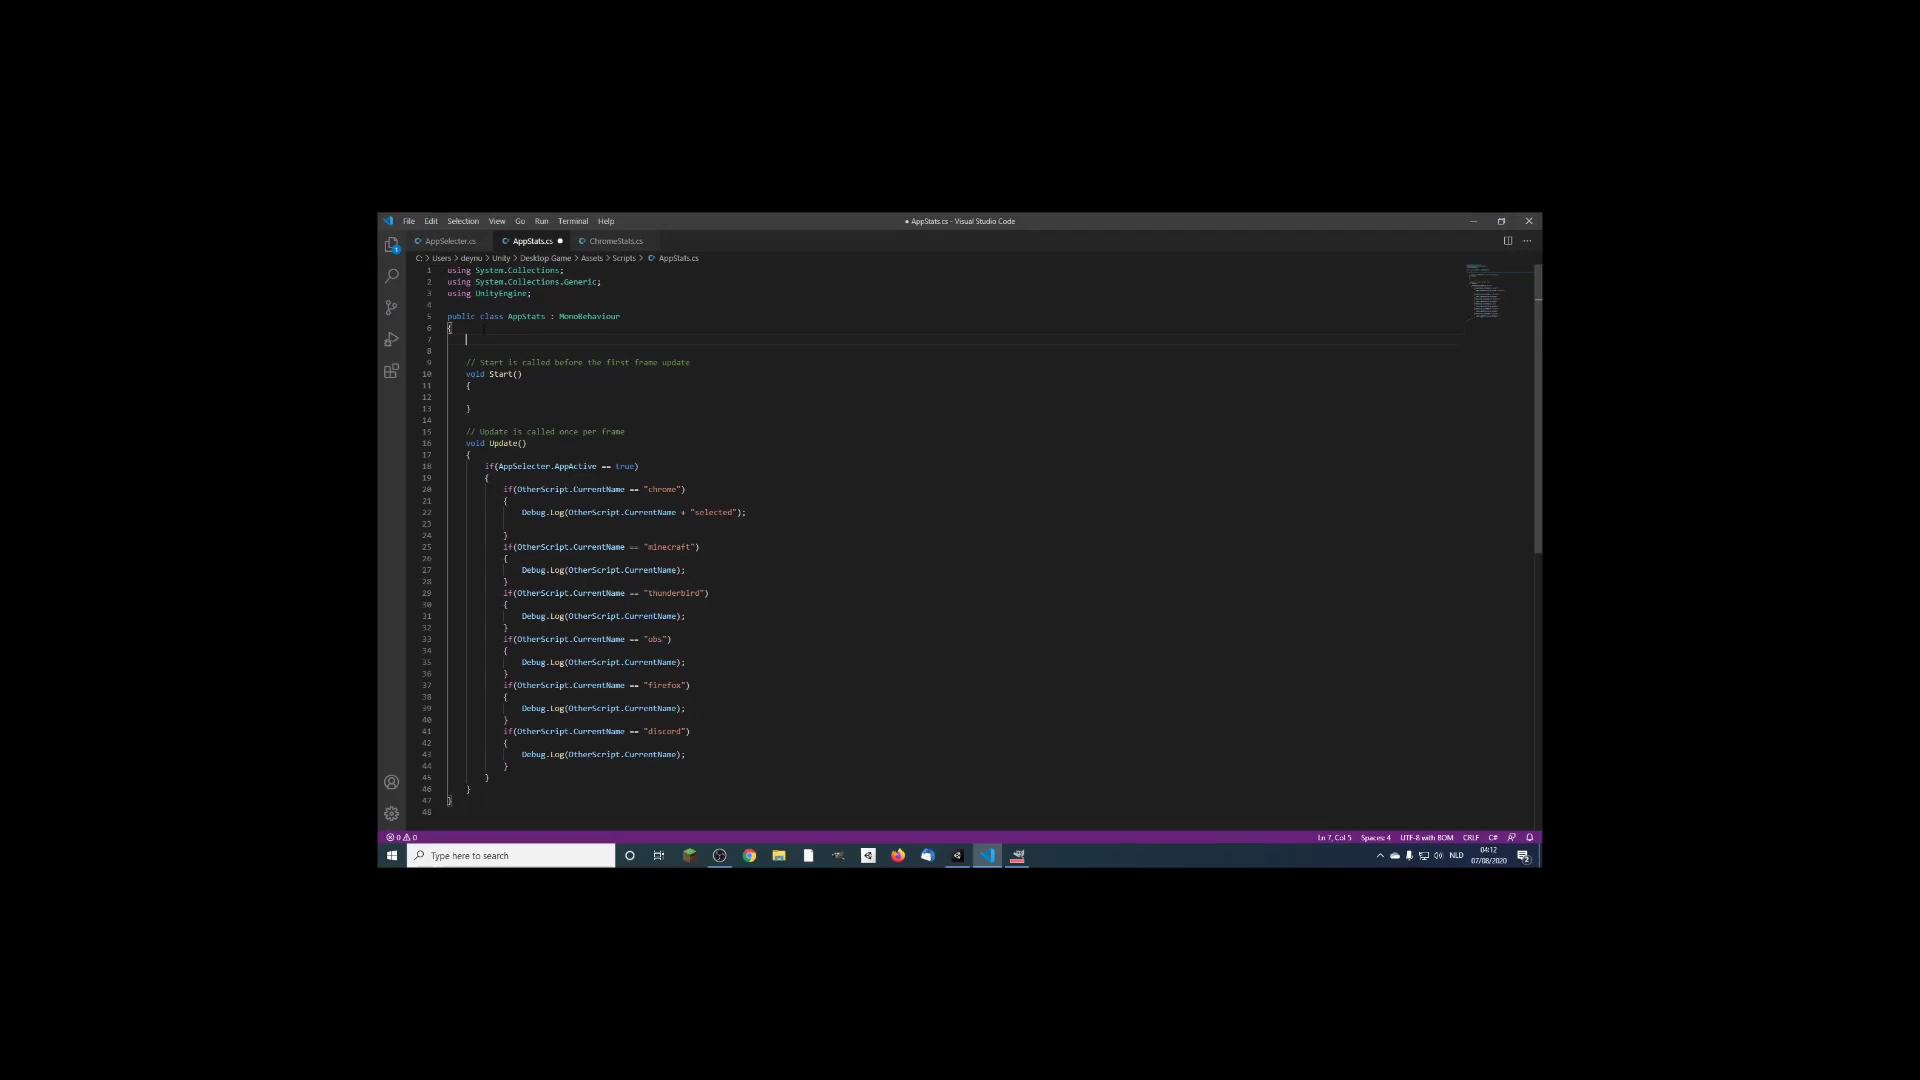 File Edit Selection View Go Run Terminal Help
● AppStats.cs - Visual Studio Code
AppSelecter.cs
AppStats.cs ●
ChromeStats.cs
C: > Users > deynu > Unity > Desktop Game > Assets > Scripts > AppStats.cs
1 using System.Collections;
2 using System.Collections.Generic;
3 using UnityEngine;
4
5 public class AppStats : MonoBehaviour
6 {
7
8
9 // Start is called before the first frame update
10 void Start()
11 {
12
13 }
14
15 // Update is called once per frame
16 void Update()
17 {
18 if(AppSelecter.AppActive == true)
19 {
20 if(OtherScript.CurrentName == "chrome")
21 {
22 Debug.Log(OtherScript.CurrentName + "selected");
23
24 }
25 if(OtherScript.CurrentName == "minecraft")
26 {
27 Debug.Log(OtherScript.CurrentName);
28 }
29 if(OtherScript.CurrentName == "thunderbird")
30 {
31 Debug.Log(OtherScript.CurrentName);
32 }
33 if(OtherScript.CurrentName == "obs")
34 {
35 Debug.Log(OtherScript.CurrentName);
36 }
37 if(OtherScript.CurrentName == "firefox")
38 {
39 Debug.Log(OtherScript.CurrentName);
40 }
41 if(OtherScript.CurrentName == "discord")
42 {
43 Debug.Log(OtherScript.CurrentName);
44 }
45 }
46 }
47 }
48
0 0
Ln 7, Col 5 Spaces: 4 UTF-8 with BOM CRLF C#
Type here to search
NLD
04:12
07/08/2020